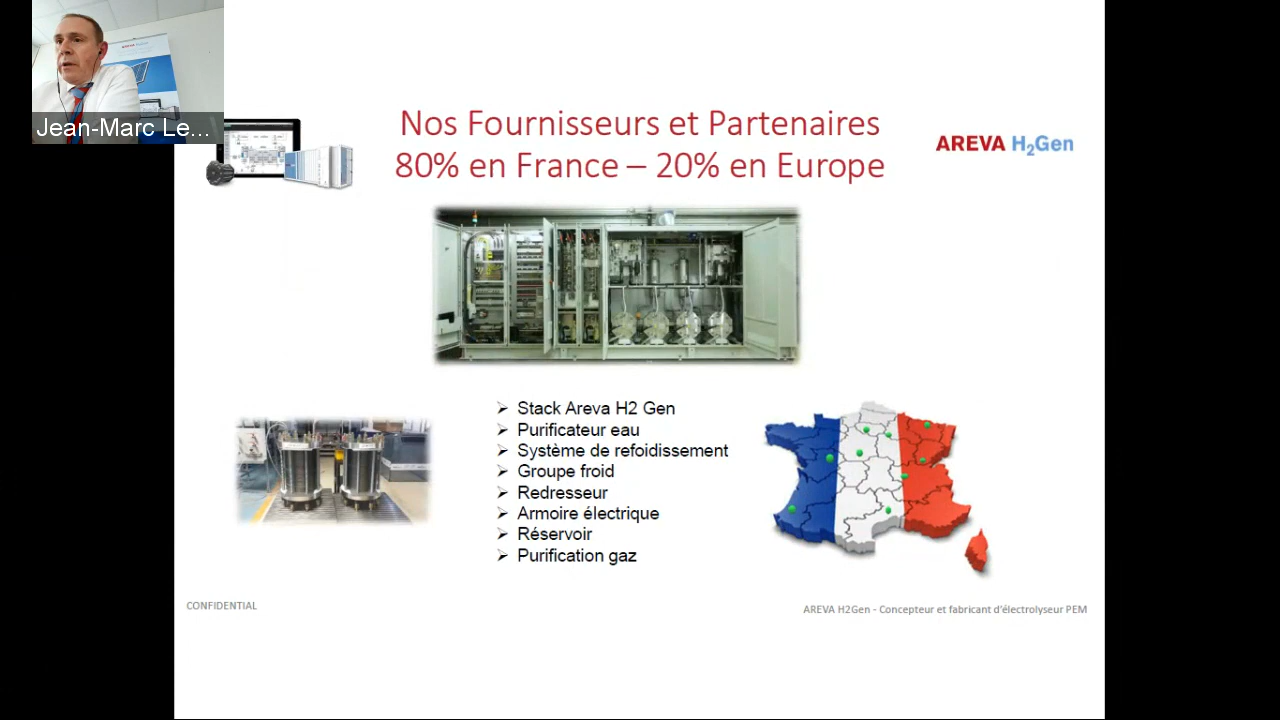 AREVA H2Gen
Jean-Marc Le...
Nos Fournisseurs et Partenaires
80% en France – 20% en Europe
AREVA H₂Gen
➢ Stack Areva H2 Gen
➢ Purificateur eau
➢ Système de refoidissement
➢ Groupe froid
➢ Redresseur
➢ Armoire électrique
➢ Réservoir
➢ Purification gaz
CONFIDENTIAL
AREVA H2Gen - Concepteur et fabricant d'électrolyseur PEM